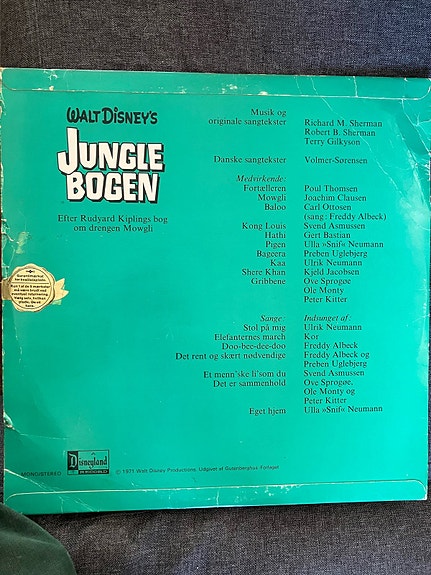 WALT DISNEY'S
JUNGLE
BOGEN
Efter Rudyard Kiplings bog
om drengen Mowgli
Musik og
originale sangtekster Richard M. Sherman
Robert B. Sherman
Terry Gilkyson
Danske sangtekster Volmer-Sørensen
Medvirkende:
Fortælleren Poul Thomsen
Mowgli Joachim Clausen
Baloo Carl Ottosen
(sang: Freddy Albeck)
Kong Louis Svend Asmussen
Hathi Gert Bastian
Pigen Ulla »Snif« Neumann
Bageera Preben Uglebjerg
Kaa Ulrik Neumann
Shere Khan Kjeld Jacobsen
Gribbene Ove Sprogøe
Ole Monty
Peter Kitter
Sange: Indsunget af:
Stol på mig Ulrik Neumann
Elefanternes march Kor
Doo-bee-dee-doo Freddy Albeck
Det rent og skært nødvendige Freddy Albeck og
Preben Uglebjerg
Et menn'ske li'som du Svend Asmussen
Det er sammenhold Ove Sprogøe,
Ole Monty og
Peter Kitter
Eget hjem Ulla »Snif« Neumann
MONO/STEREO
Disneyland
© 1971 Walt Disney Productions. Udgivet af Gutenberghus-Forlaget